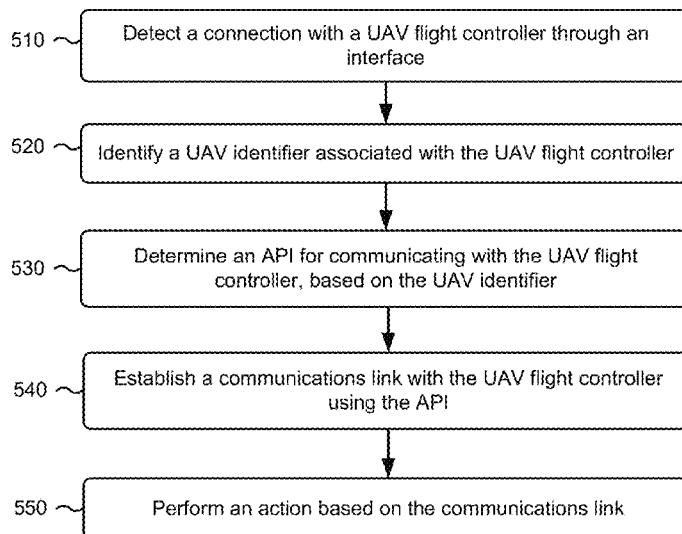 510
Detect a connection with a UAV flight controller through an
interface
520
Identify a UAV identifier associated with the UAV flight controller
530
Determine an API for communicating with the UAV flight
controller, based on the UAV identifier
540
Establish a communications link with the UAV flight controller
using the API
550
Perform an action based on the communications link